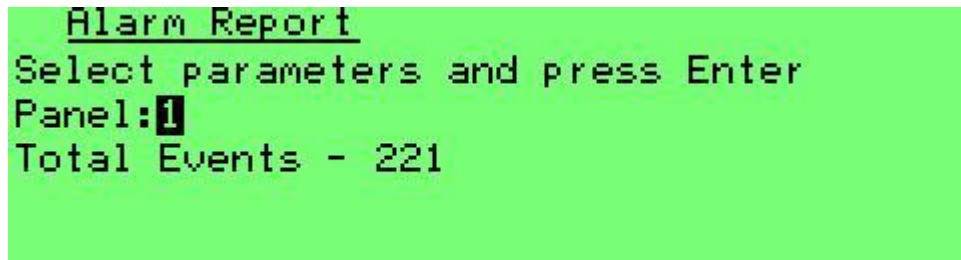 Alarm Report
Select parameters and press Enter
Panel:1
Total Events - 221